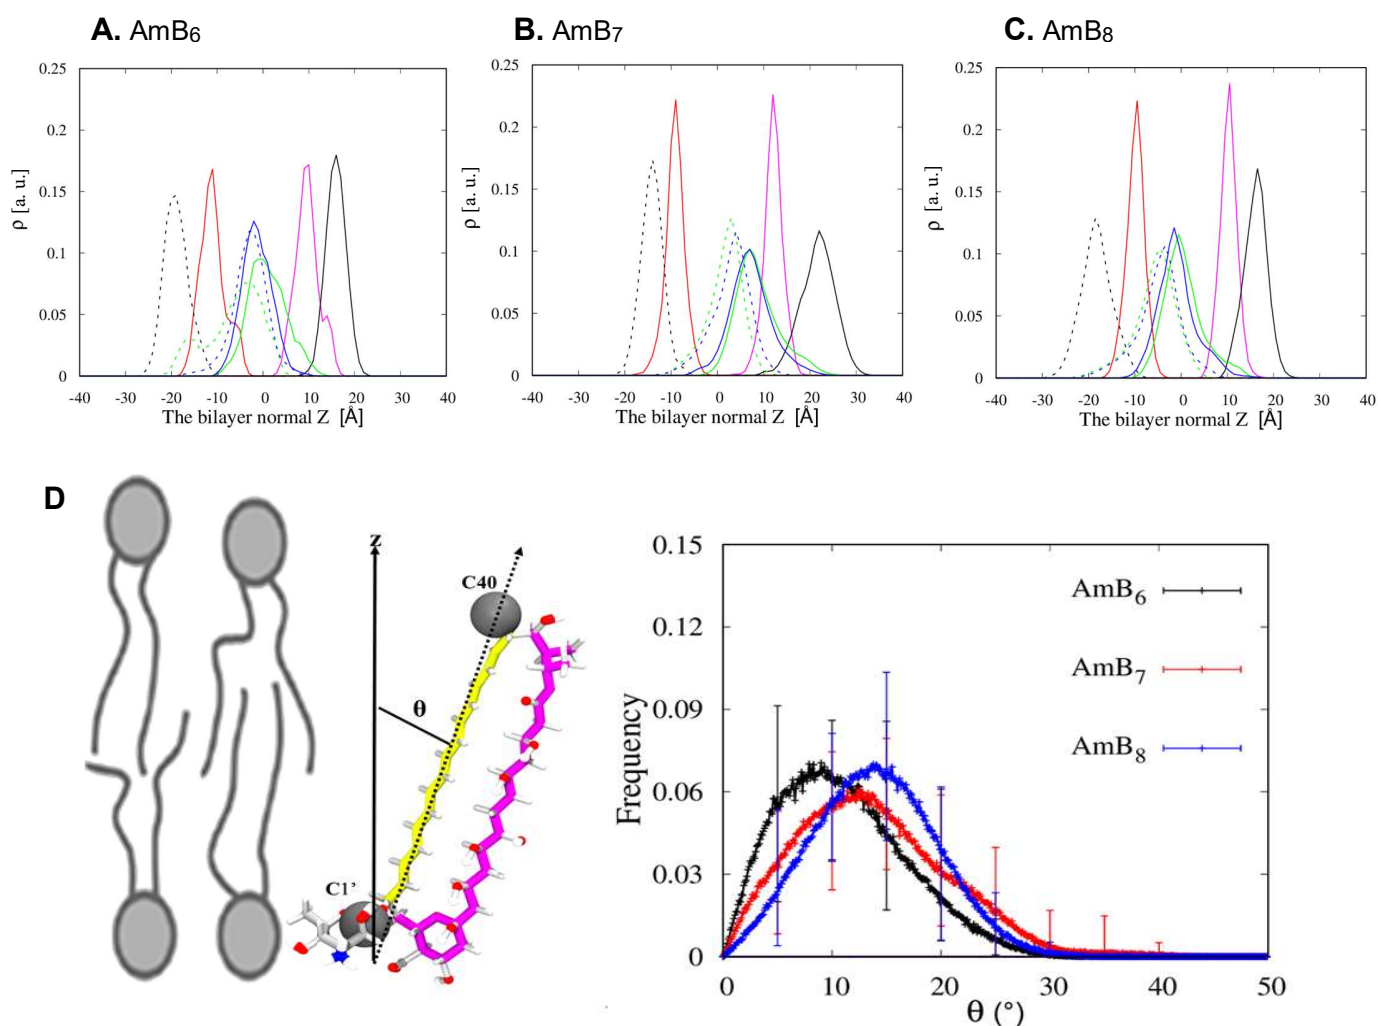 A. AmB6
B. AmB7
C. AmB8
0.25
0.2
0.15
0.1
0.05
0
ρ [a. u.]
-40 -30 -20 -10 0 10 20 30 40
The bilayer normal Z [Å]
0.25
0.2
0.15
0.1
0.05
0
ρ [a. u.]
-40 -30 -20 -10 0 10 20 30 40
The bilayer normal Z [Å]
0.25
0.2
0.15
0.1
0.05
0
ρ [a. u.]
-40 -30 -20 -10 0 10 20 30 40
The bilayer normal Z [Å]
D
z
C40
θ
C1’
0.15
0.12
0.09
0.06
0.03
0
Frequency
AmB6
AmB7
AmB8
0 10 20 30 40 50
θ (°)